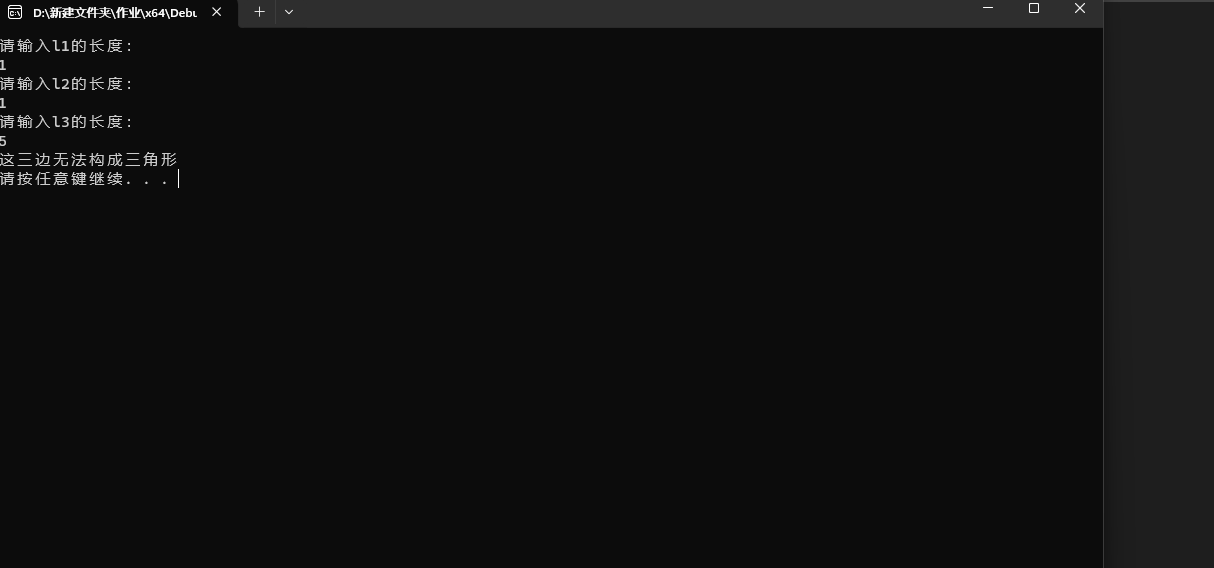 D:\新建文件夹\作业\x64\Debu
请输入l1的长度:
1
请输入l2的长度:
1
请输入l3的长度:
5
这三边无法构成三角形
请按任意键继续. . .